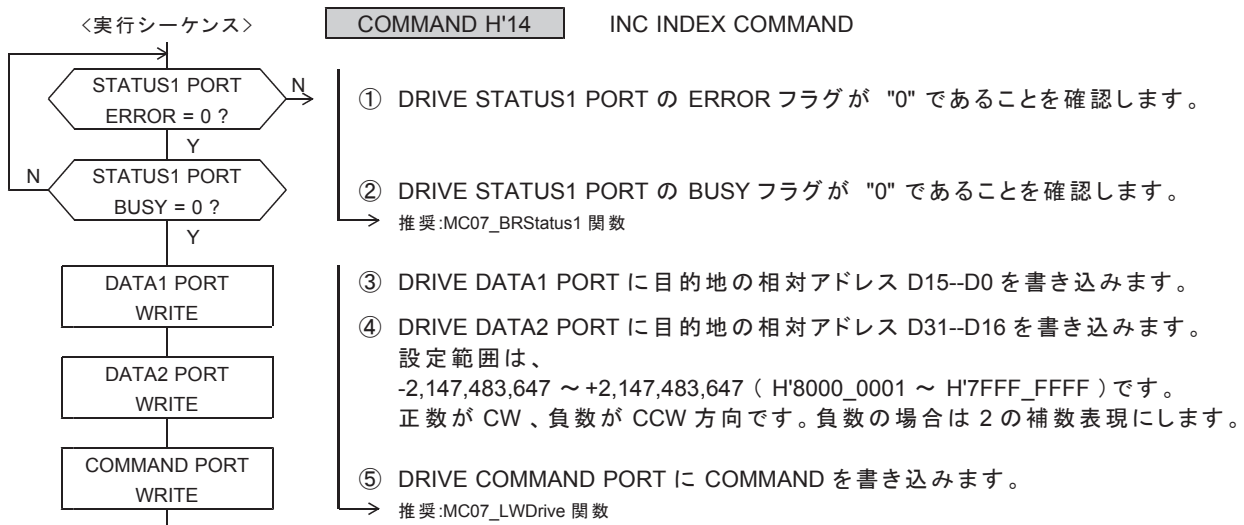 <実行シーケンス>
COMMAND H'14 INC INDEX COMMAND
STATUS1 PORT
ERROR = 0 ?
N
Y
① DRIVE STATUS1 PORT の ERROR フラグが "0" であることを確認します。
STATUS1 PORT
BUSY = 0 ?
N
Y
② DRIVE STATUS1 PORT の BUSY フラグが "0" であることを確認します。
推奨:MC07_BRStatus1 関数
DATA1 PORT
WRITE
③ DRIVE DATA1 PORT に目的地の相対アドレス D15--D0 を書き込みます。
DATA2 PORT
WRITE
④ DRIVE DATA2 PORT に目的地の相対アドレス D31--D16 を書き込みます。
設定範囲は、
-2,147,483,647 ～ +2,147,483,647 ( H'8000_0001 ～ H'7FFF_FFFF ) です。
正数が CW 、負数が CCW 方向です。負数の場合は 2 の補数表現にします。
COMMAND PORT
WRITE
⑤ DRIVE COMMAND PORT に COMMAND を書き込みます。
推奨:MC07_LWDrive 関数